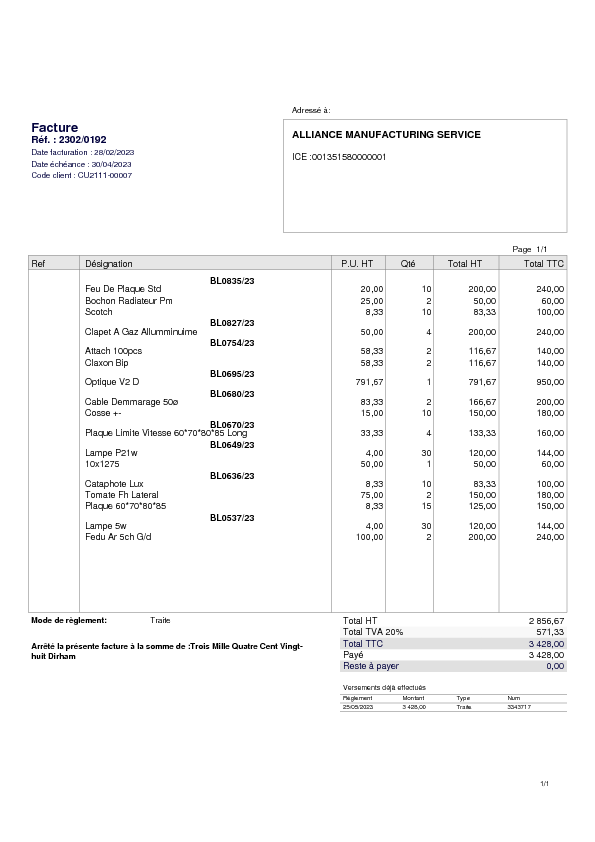 Adressé à:
Facture
Réf. : 2302/0192
Date facturation : 28/02/2023
Date échéance : 30/04/2023
Code client : CU2111-00007
ALLIANCE MANUFACTURING SERVICE
ICE :001351580000001
Page 1/1
Ref Désignation P.U. HT Qté Total HT Total TTC
BL0835/23
Feu De Plaque Std 20,00 10 200,00 240,00
Bochon Radiateur Pm 25,00 2 50,00 60,00
Scotch 8,33 10 83,33 100,00
BL0827/23
Clapet A Gaz Allumminuime 50,00 4 200,00 240,00
BL0754/23
Attach 100pcs 58,33 2 116,67 140,00
Claxon Bip 58,33 2 116,67 140,00
BL0695/23
Optique V2 D 791,67 1 791,67 950,00
BL0680/23
Cable Demmarage 50ø 83,33 2 166,67 200,00
Cosse +- 15,00 10 150,00 180,00
BL0670/23
Plaque Limite Vitesse 60*70*80*85 Long 33,33 4 133,33 160,00
BL0649/23
Lampe P21w 4,00 30 120,00 144,00
10x1275 50,00 1 50,00 60,00
BL0636/23
Cataphote Lux 8,33 10 83,33 100,00
Tomate Fh Lateral 75,00 2 150,00 180,00
Plaque 60*70*80*85 8,33 15 125,00 150,00
BL0537/23
Lampe 5w 4,00 30 120,00 144,00
Fedu Ar 5ch G/d 100,00 2 200,00 240,00
Mode de règlement: Traite
Arrêté la présente facture à la somme de :Trois Mille Quatre Cent Vingt-
huit Dirham
Total HT 2 856,67
Total TVA 20% 571,33
Total TTC 3 428,00
Payé 3 428,00
Reste à payer 0,00
Versements déjà effectués
Règlement Montant Type Num
25/05/2023 3 428,00 Traite 3343717
1/1